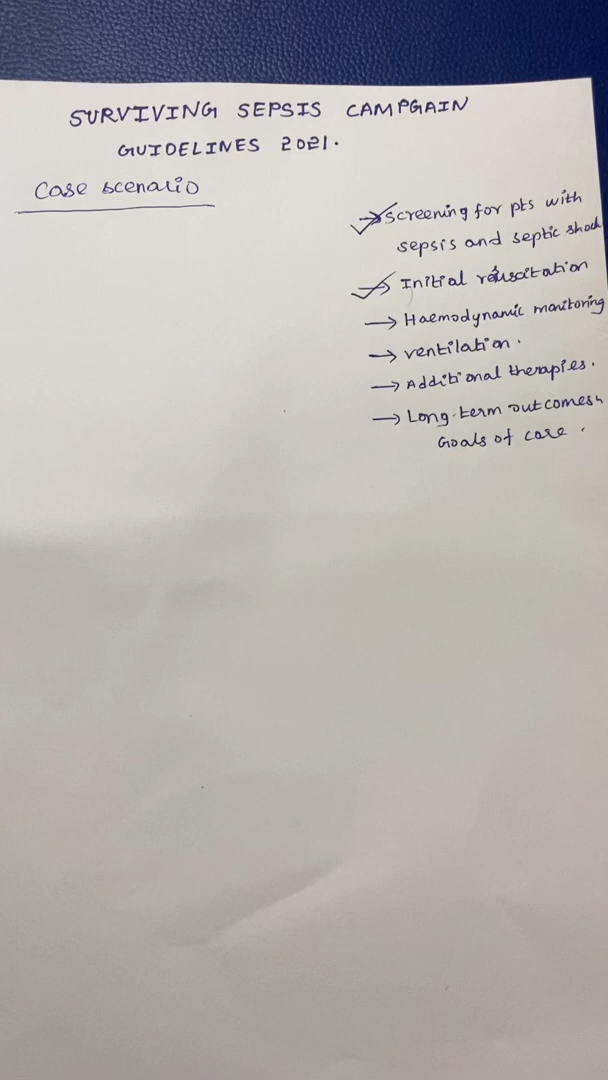 SURVIVING SEPSIS CAMPGAIN
GUIDELINES 2021.
Case scenario
→ Screening for pts with
sepsis and septic shock
→ Initial resuscitation
→ Haemodynamic monitoring
→ ventilation.
→ Additional therapies.
→ Long-term outcomes
Goals of care.